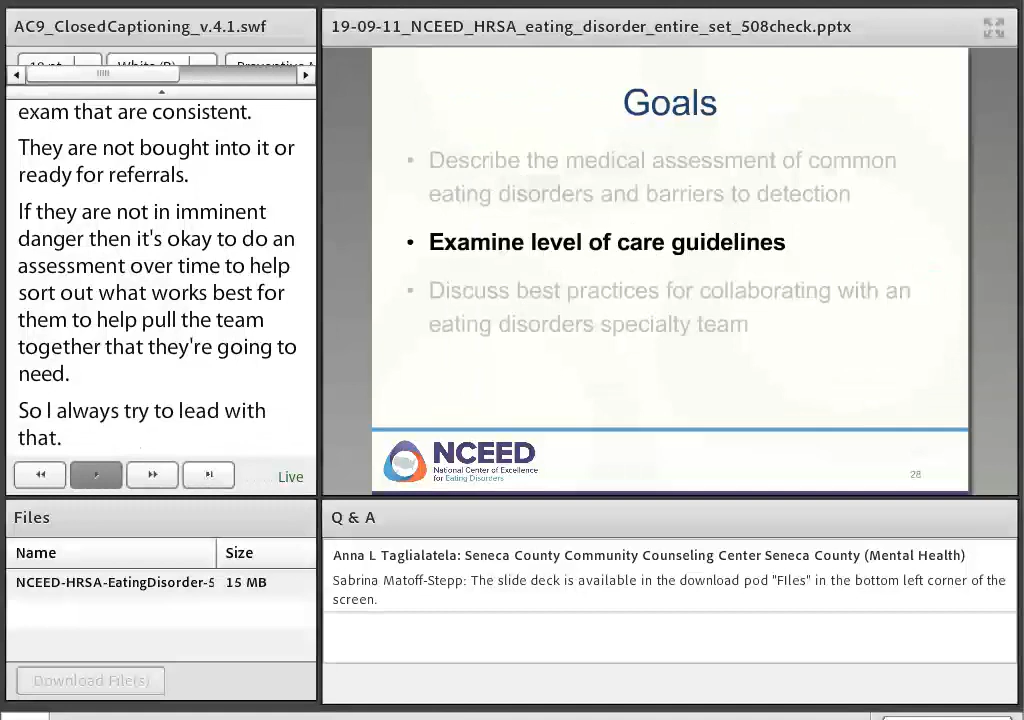 AC9_ClosedCaptioning_v.4.1.swf
exam that are consistent.
They are not bought into it or
ready for referrals.
If they are not in imminent
danger then it's okay to do an
assessment over time to help
sort out what works best for
them to help pull the team
together that they're going to
need.
So I always try to lead with
that.
Live
19-09-11_NCEED_HRSA_eating_disorder_entire_set_508check.pptx
Goals
• Describe the medical assessment of common
eating disorders and barriers to detection
• Examine level of care guidelines
• Discuss best practices for collaborating with an
eating disorders specialty team
NCEED
National Center of Excellence
for Eating Disorders
28
Files
Name Size
NCEED-HRSA-EatingDisorder-5 15 MB
Download File(s)
Q & A
Anna L Taglialatela: Seneca County Community Counseling Center Seneca County (Mental Health)
Sabrina Matoff-Stepp: The slide deck is available in the download pod "FIles" in the bottom left corner of the
screen.